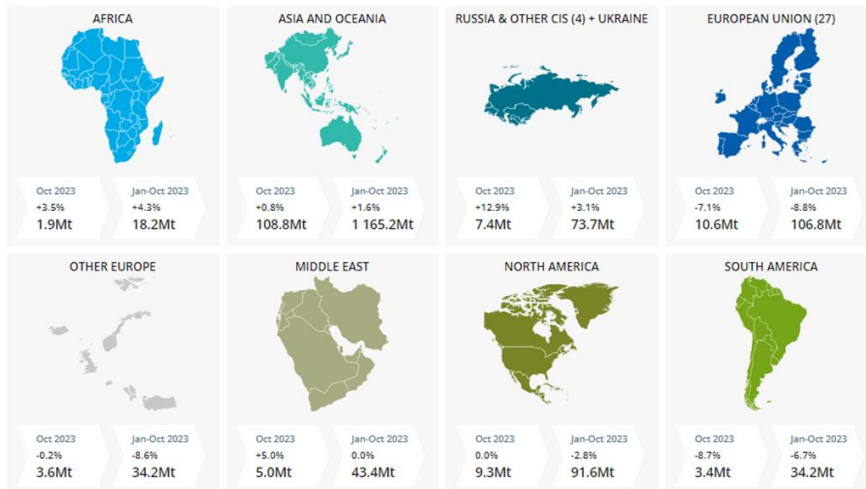 AFRICA
Oct 2023
+3.5%
1.9Mt
Jan-Oct 2023
+4.3%
18.2Mt
ASIA AND OCEANIA
Oct 2023
+0.8%
108.8Mt
Jan-Oct 2023
+1.6%
1 165.2Mt
RUSSIA & OTHER CIS (4) + UKRAINE
Oct 2023
+12.9%
7.4Mt
Jan-Oct 2023
+3.1%
73.7Mt
EUROPEAN UNION (27)
Oct 2023
-7.1%
10.6Mt
Jan-Oct 2023
-8.8%
106.8Mt
OTHER EUROPE
Oct 2023
-0.2%
3.6Mt
Jan-Oct 2023
-8.6%
34.2Mt
MIDDLE EAST
Oct 2023
+5.0%
5.0Mt
Jan-Oct 2023
0.0%
43.4Mt
NORTH AMERICA
Oct 2023
0.0%
9.3Mt
Jan-Oct 2023
-2.8%
91.6Mt
SOUTH AMERICA
Oct 2023
-8.7%
3.4Mt
Jan-Oct 2023
-6.7%
34.2Mt